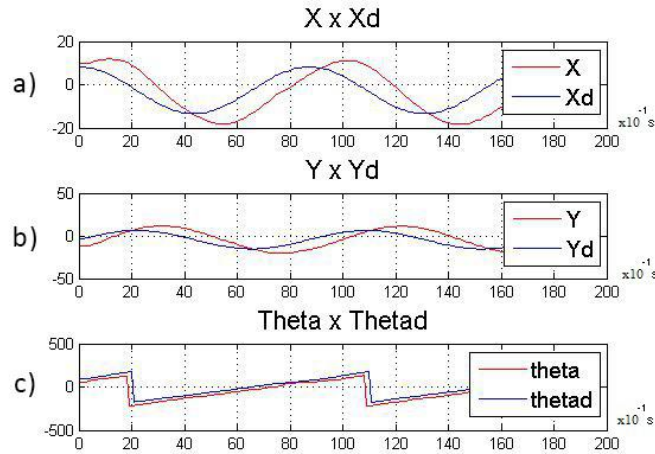 X x Xd
a)
20
0
-20
X
Xd
0 20 40 60 80 100 120 140 160 180 200
x10⁻¹ s
Y x Yd
b)
50
0
-50
Y
Yd
0 20 40 60 80 100 120 140 160 180 200
x10⁻¹ s
Theta x Thetad
c)
500
0
-500
theta
thetad
0 20 40 60 80 100 120 140 160 180 200
x10⁻¹ s